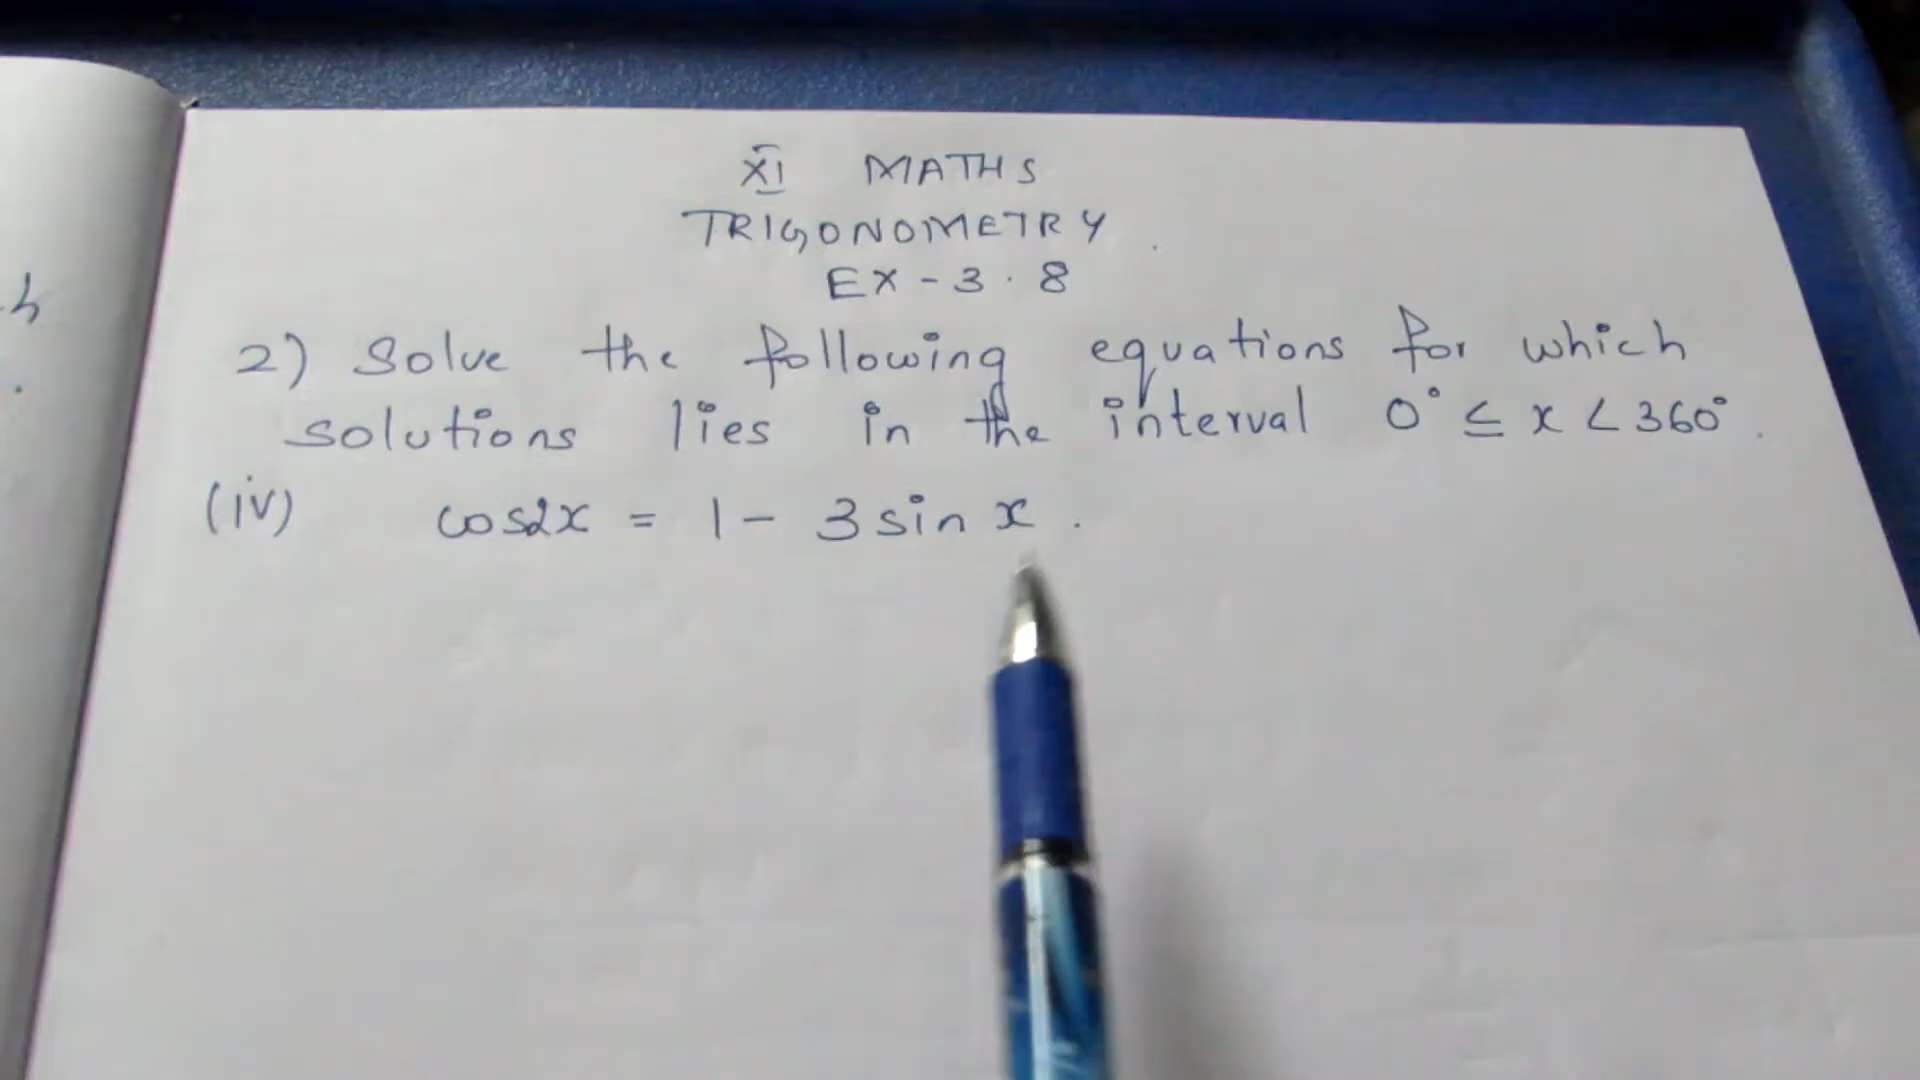 XI MATHS
TRIGONOMETRY
EX - 3.8
2) Solve the following equations for which
solutions lies in the interval 0° ≤ x < 360°.
(iv) cos2x = 1 - 3 sin x.